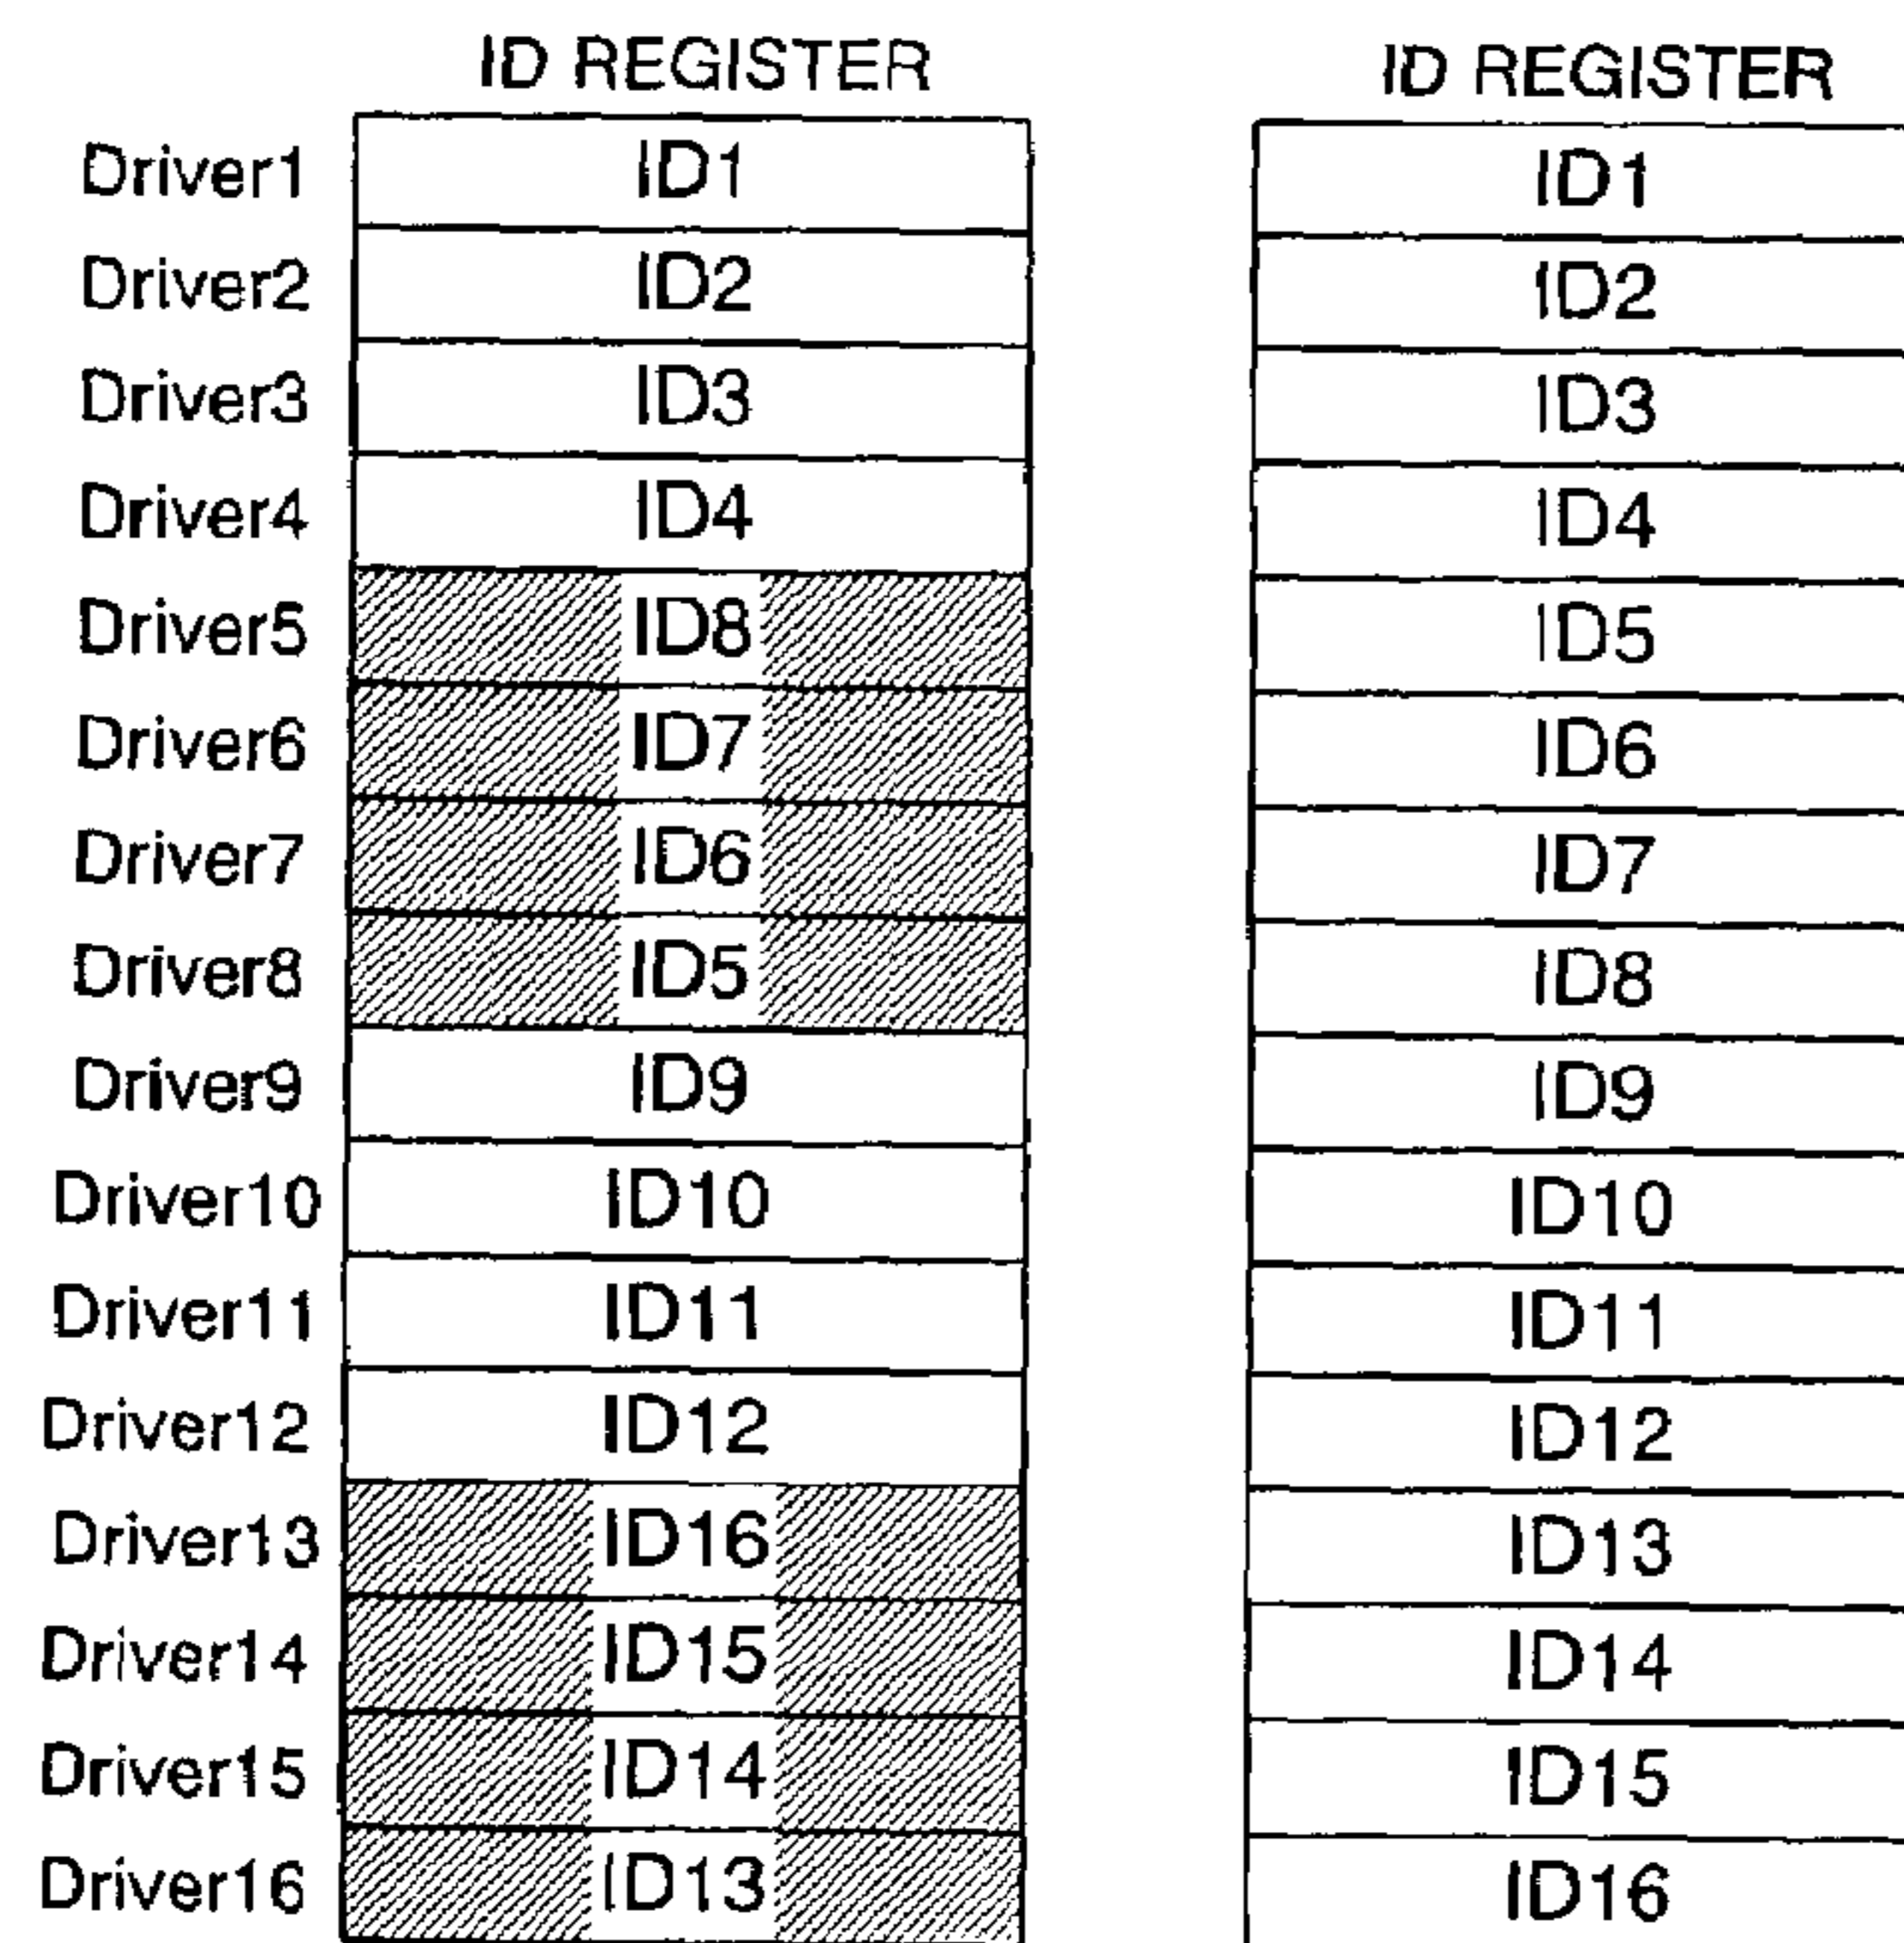 ID REGISTER ID REGISTER
Driver1 ID1 ID1
Driver2 ID2 ID2
Driver3 ID3 ID3
Driver4 ID4 ID4
Driver5 ID8 ID5
Driver6 ID7 ID6
Driver7 ID6 ID7
Driver8 ID5 ID8
Driver9 ID9 ID9
Driver10 ID10 ID10
Driver11 ID11 ID11
Driver12 ID12 ID12
Driver13 ID16 ID13
Driver14 ID15 ID14
Driver15 ID14 ID15
Driver16 ID13 ID16